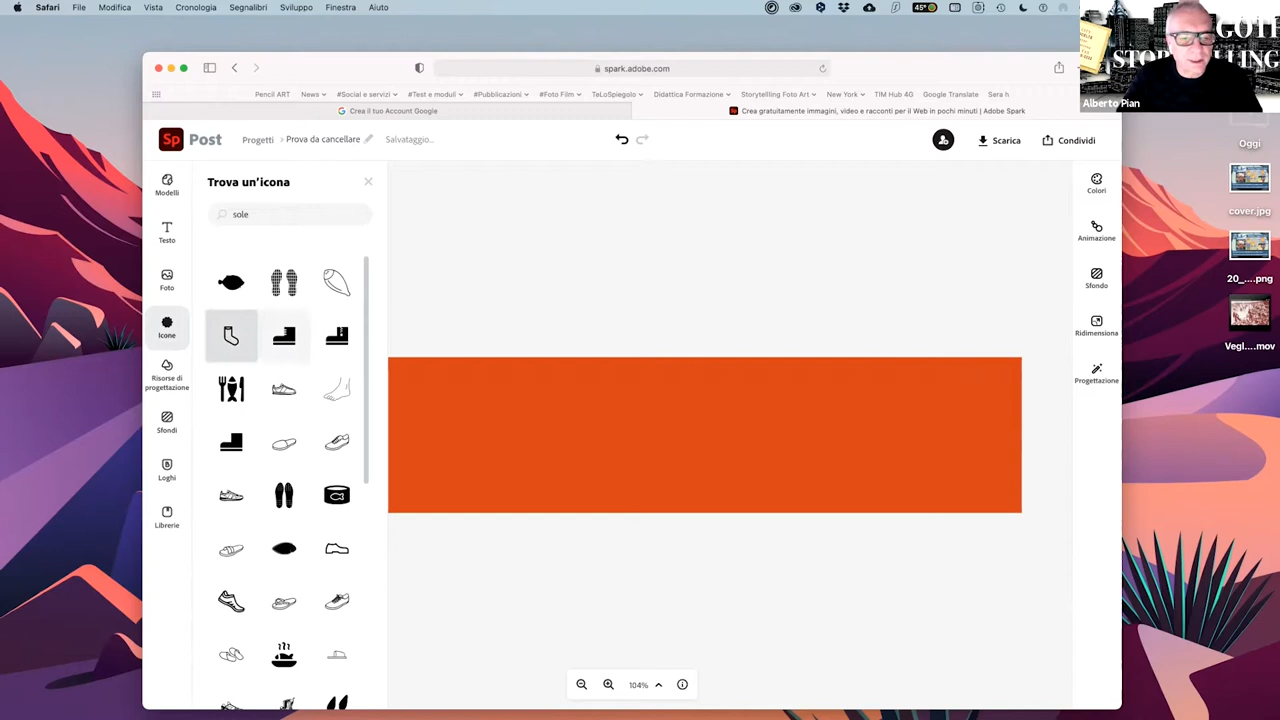 Safari File Modifica Vista Cronologia Segnalibri Sviluppo Finestra Aiuto
45°
spark.adobe.com
Pencil ART News #Social e servizi #Test e moduli #Pubblicazioni #Foto Film TeLoSpiegolo Didattica Formazione Storytelling Foto Art New York TIM Hub 4G Google Translate Sera h
Crea il tuo Account Google
Crea gratuitamente immagini, video e racconti per il Web in pochi minuti | Adobe Spark
Sp Post
Progetti > Prova da cancellare
Salvataggio...
Scarica
Condividi
Modelli
Testo
Foto
Icone
Risorse di
progettazione
Sfondi
Loghi
Librerie
Trova un'icona
sole
104%
Colori
Animazione
Sfondo
Ridimensiona
Progettazione
Alberto Pian
Oggi
cover.jpg
20_....png
Vegl....mov